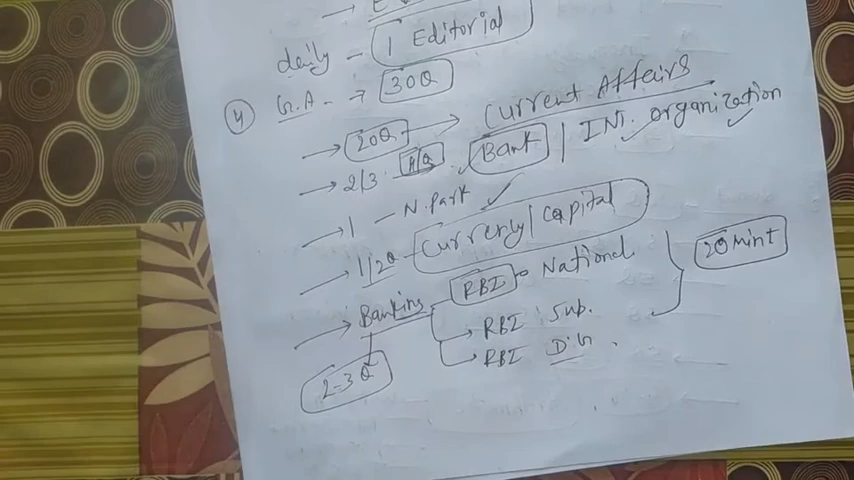 daily - 1 Editorial
4 G.A - → 30Q
→ 20Q → Current Affairs
→ 2/3 . H/Q Bank | INT. organization
→ 1 - N.park
→ 1/2Q - Currency | Capital
→ Banking RBI National 20 mint
→ RBI Sub.
→ RBI D.G
2-3Q